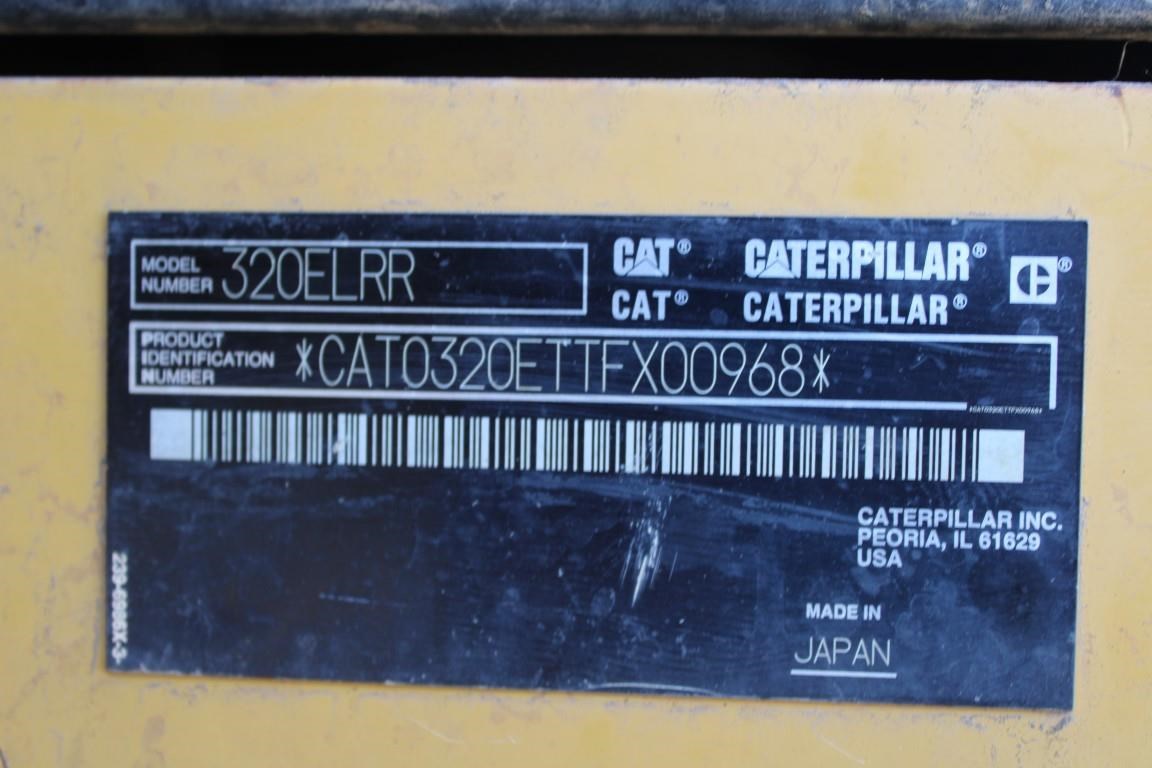 MODEL NUMBER 320ELRR
CAT® CATERPILLAR® ®
CAT® CATERPILLAR®
PRODUCT IDENTIFICATION NUMBER *CAT0320ETTFX00968*
*CAT0320ETTFX00968*
CATERPILLAR INC.
PEORIA, IL 61629
USA
MADE IN
JAPAN